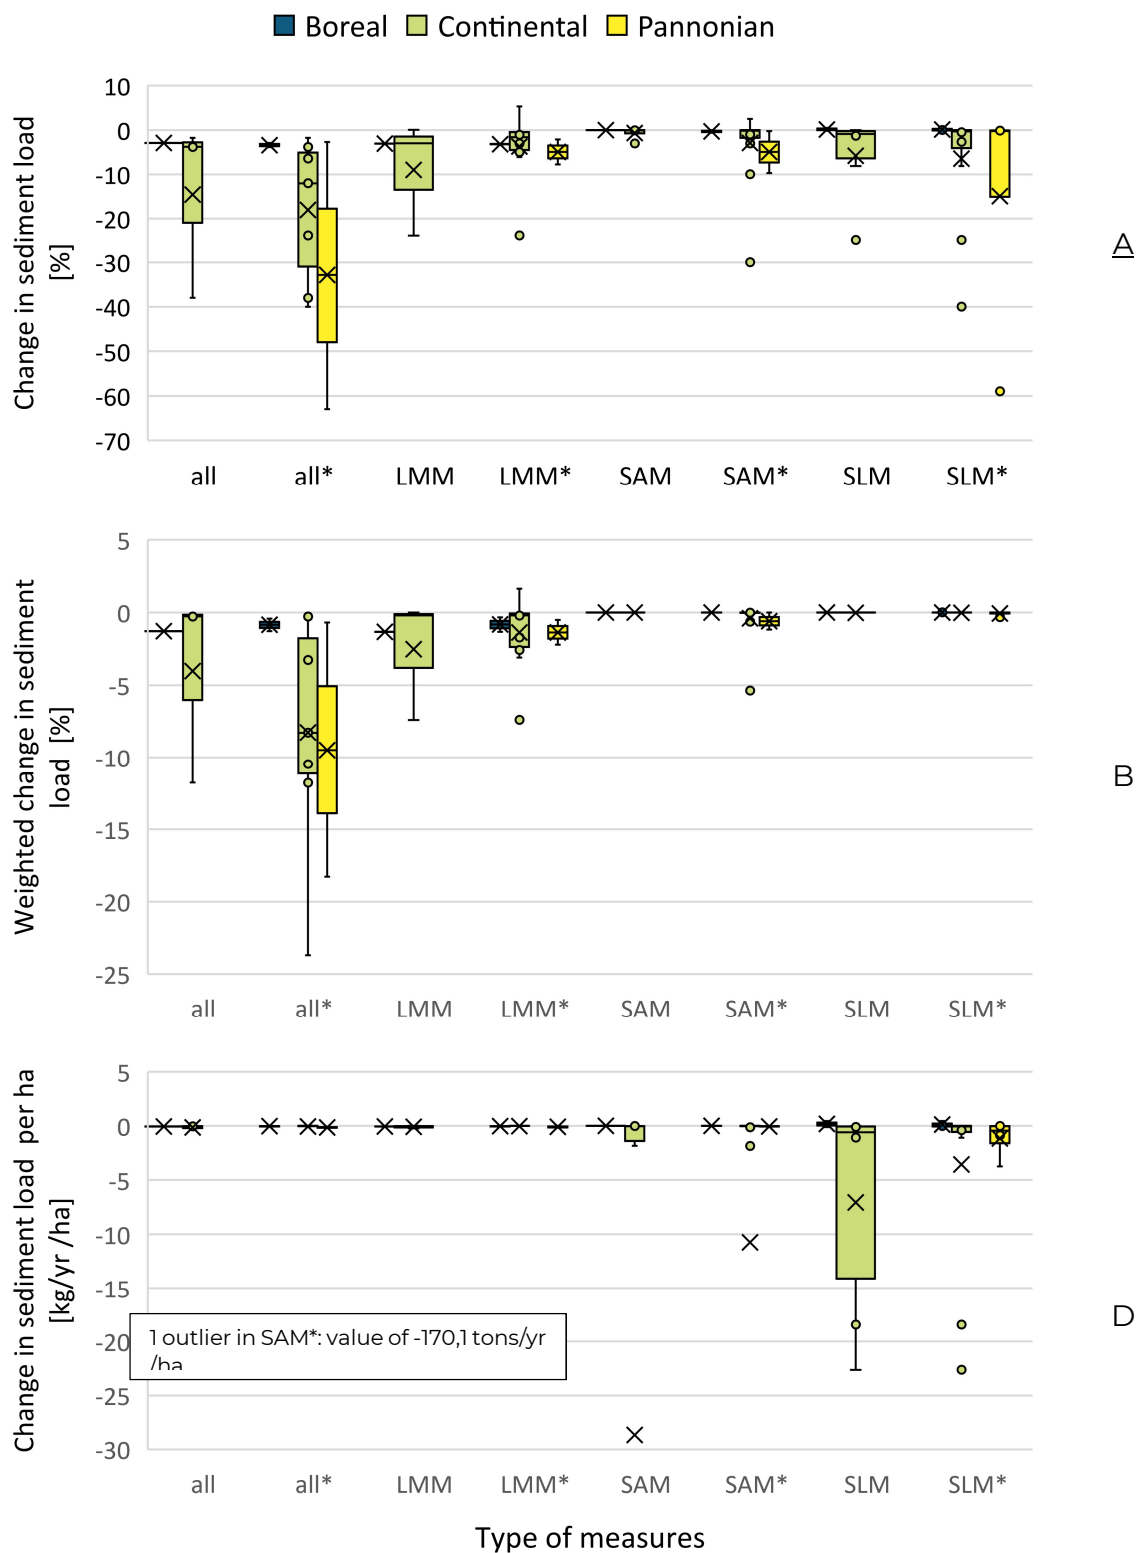 Boreal Continental Pannonian
Change in sediment load
[%]
10
0
-10
-20
-30
-40
-50
-60
-70
all all* LMM LMM* SAM SAM* SLM SLM*
A
Weighted change in sediment
load [%]
5
0
-5
-10
-15
-20
-25
all all* LMM LMM* SAM SAM* SLM SLM*
B
Change in sediment load per ha
[kg/yr /ha]
5
0
-5
-10
-15
-20
-25
-30
1 outlier in SAM*: value of -170,1 tons/yr
/ha
all all* LMM LMM* SAM SAM* SLM SLM*
D
Type of measures